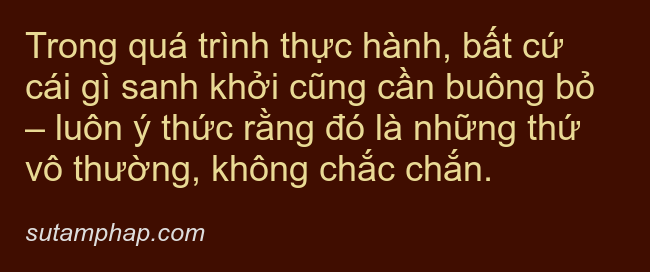 Trong quá trình thực hành, bất cứ
cái gì sanh khởi cũng cần buông bỏ
– luôn ý thức rằng đó là những thứ
vô thường, không chắc chắn.
sutamphap.com